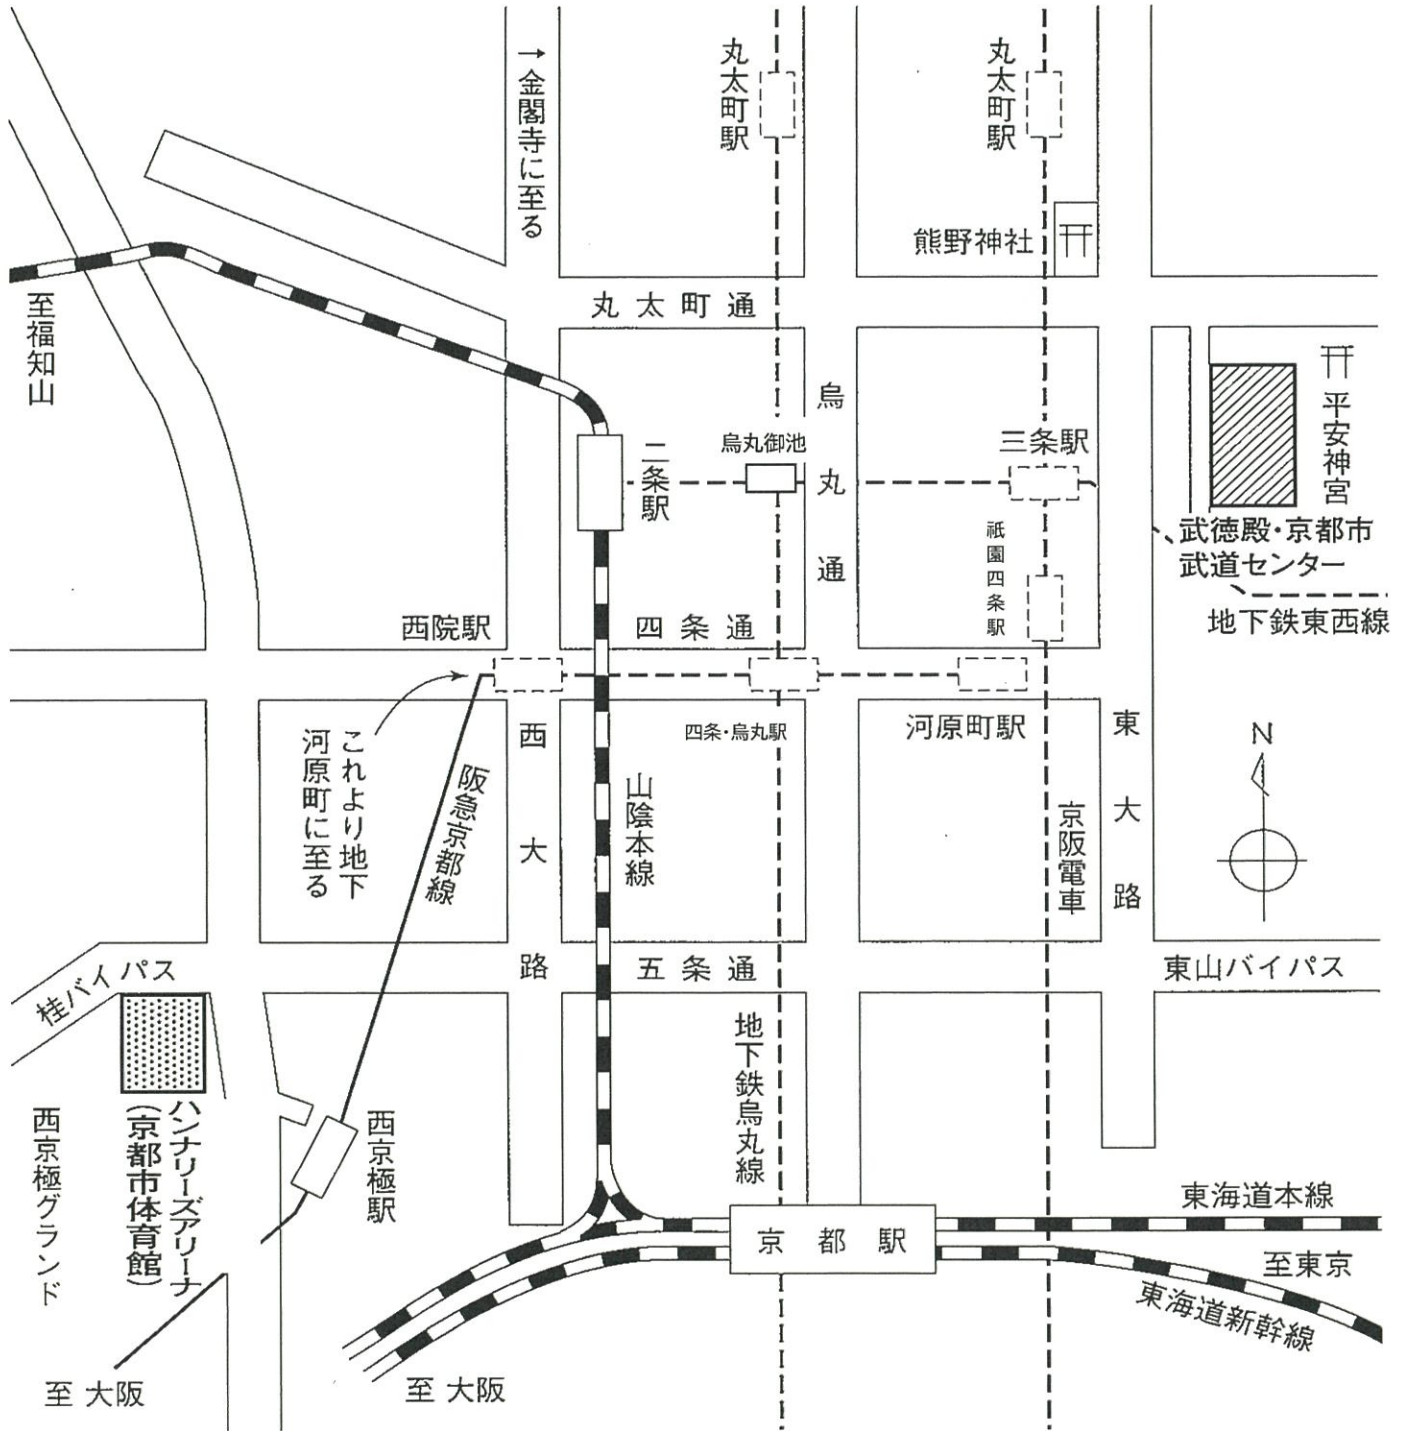 →金閣寺に至る
丸太町駅
丸太町駅
熊野神社
至福知山
丸太町通
烏丸通
二条駅
烏丸御池
三条駅
平安神宮
武徳殿・京都市
武道センター
地下鉄東西線
祇園四条駅
西院駅
四条通
四条・烏丸駅
河原町駅
これより地下
河原町に至る
阪急京都線
西大路
山陰本線
京阪電車
東大路
N
桂バイパス
五条通
東山バイパス
ハンナリーズアリーナ
(京都市体育館)
西京極グランド
西京極駅
地下鉄烏丸線
京都駅
東海道本線
至東京
東海道新幹線
至 大阪
至 大阪